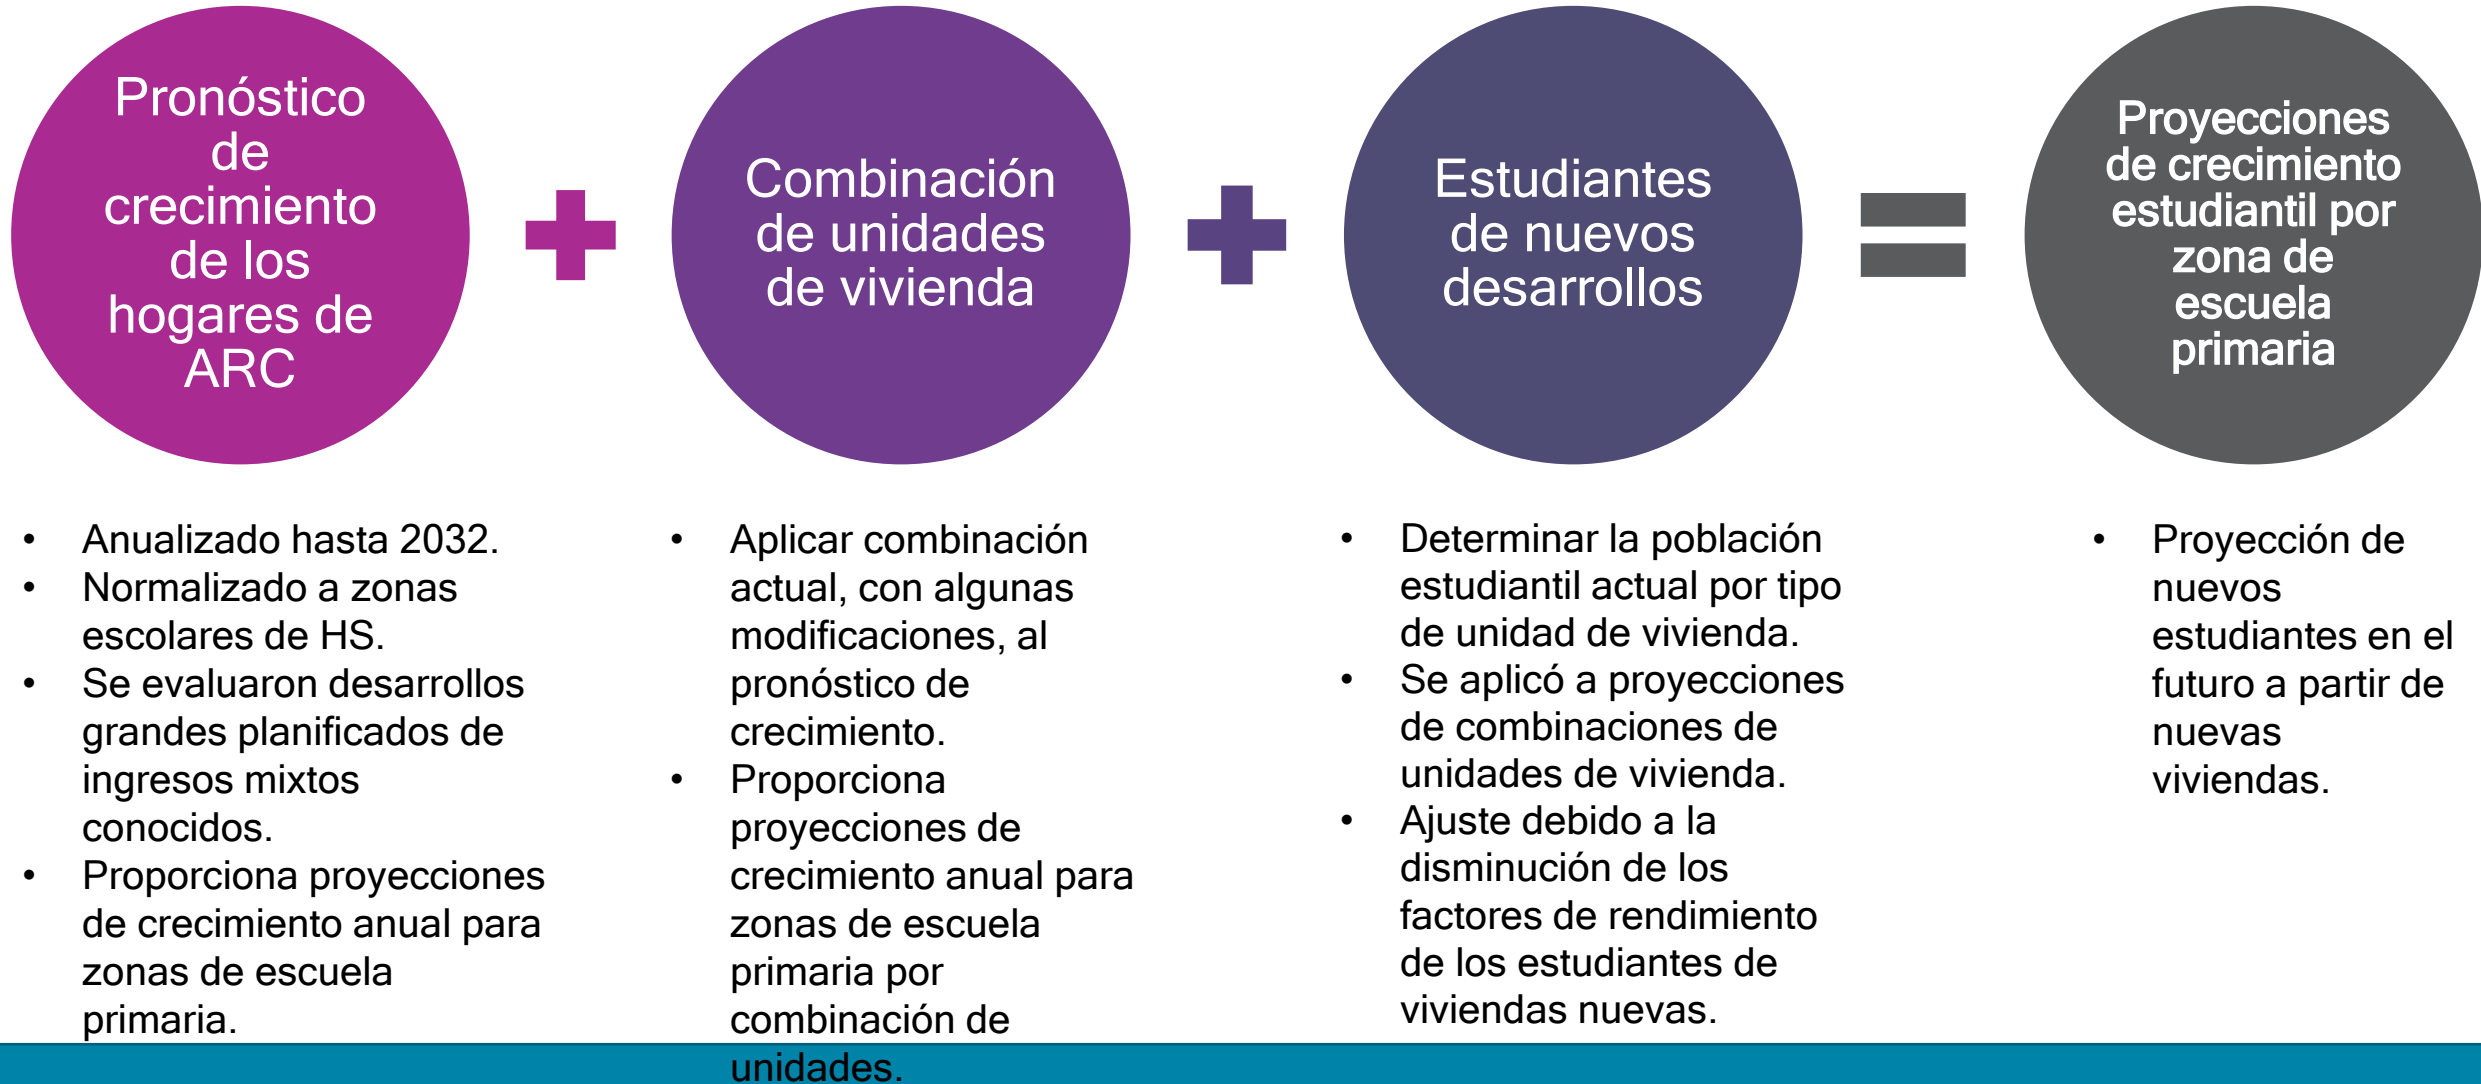 Pronóstico
de
crecimiento
de los
hogares de
ARC
Combinación
de unidades
de vivienda
Estudiantes
de nuevos
desarrollos
Proyecciones
de crecimiento
estudiantil por
zona de
escuela
primaria
• Anualizado hasta 2032.
• Normalizado a zonas
escolares de HS.
• Se evaluaron desarrollos
grandes planificados de
ingresos mixtos
conocidos.
• Proporciona proyecciones
de crecimiento anual para
zonas de escuela
primaria.
• Aplicar combinación
actual, con algunas
modificaciones, al
pronóstico de
crecimiento.
• Proporciona
proyecciones de
crecimiento anual para
zonas de escuela
primaria por
combinación de
unidades.
• Determinar la población
estudiantil actual por tipo
de unidad de vivienda.
• Se aplicó a proyecciones
de combinaciones de
unidades de vivienda.
• Ajuste debido a la
disminución de los
factores de rendimiento
de los estudiantes de
viviendas nuevas.
• Proyección de
nuevos
estudiantes en el
futuro a partir de
nuevas
viviendas.